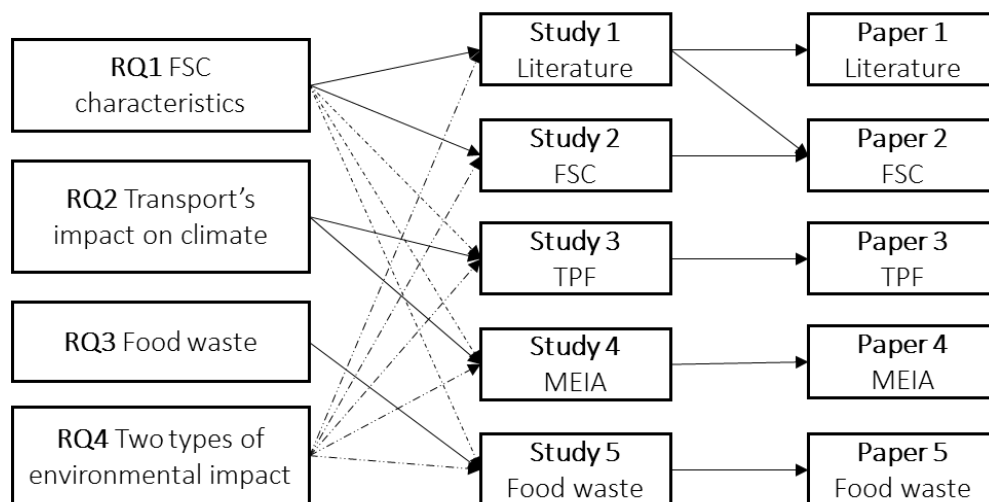 RQ1 FSC
characteristics
RQ2 Transport's
impact on climate
RQ3 Food waste
RQ4 Two types of
environmental impact
Study 1
Literature
Study 2
FSC
Study 3
TPF
Study 4
MEIA
Study 5
Food waste
Paper 1
Literature
Paper 2
FSC
Paper 3
TPF
Paper 4
MEIA
Paper 5
Food waste